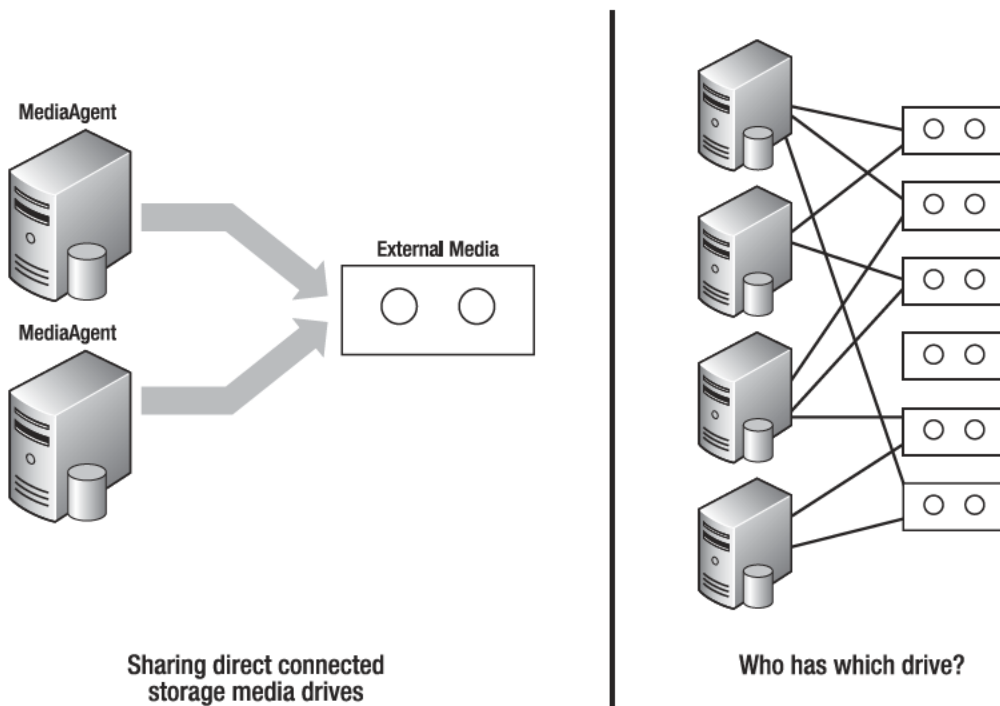 MediaAgent
External Media
MediaAgent
Sharing direct connected
storage media drives
Who has which drive?